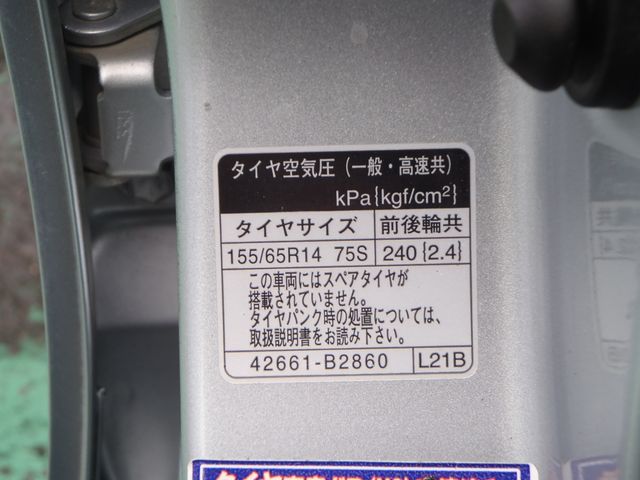 タイヤ空気圧（一般・高速共）
kPa{kgf/cm²}
タイヤサイズ 前後輪共
155/65R14 75S 240{2.4}
この車両にはスペアタイヤが
搭載されていません。
タイヤパンク時の処置については、
取扱説明書をお読み下さい。
42661-B2860 L21B